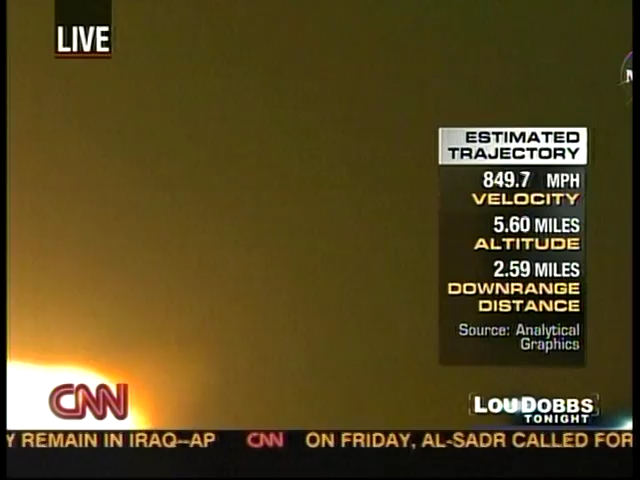 LIVE
ESTIMATED
TRAJECTORY
849.7 MPH
VELOCITY
5.60 MILES
ALTITUDE
2.59 MILES
DOWNRANGE
DISTANCE
Source: Analytical
Graphics
CNN
LOU DOBBS
TONIGHT
Y REMAIN IN IRAQ--AP CNN ON FRIDAY, AL-SADR CALLED FOR